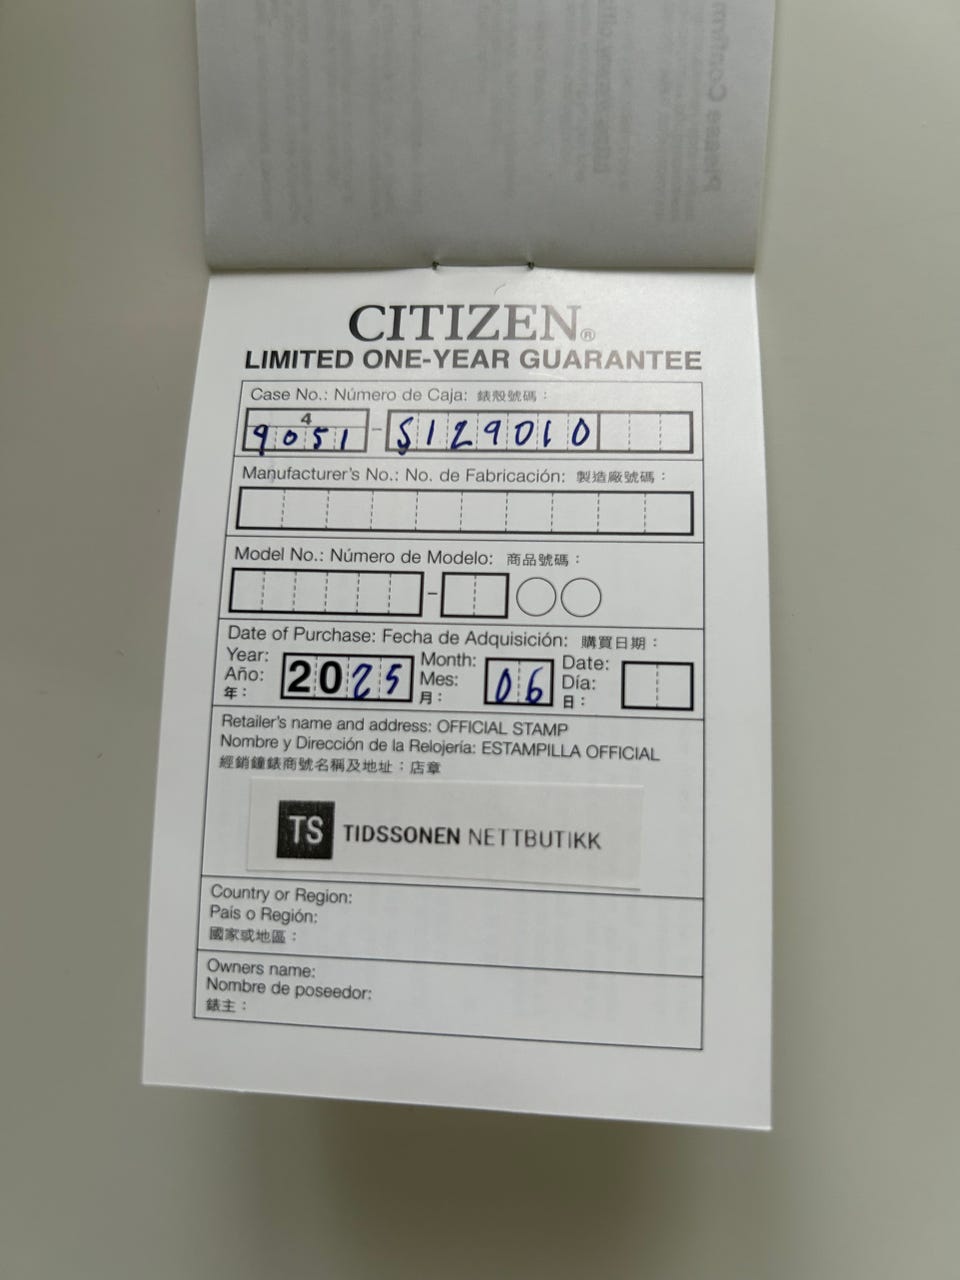 CITIZEN®
LIMITED ONE-YEAR GUARANTEE
Case No.: Número de Caja: 錶殼號碼：
4
9051-S129010
Manufacturer's No.: No. de Fabricación: 製造廠號碼：
Model No.: Número de Modelo: 商品號碼：
-
Date of Purchase: Fecha de Adquisición: 購買日期：
Year: 2025 Month: 06 Date:
Año: Mes: Día:
年： 月： 日：
Retailer's name and address: OFFICIAL STAMP
Nombre y Dirección de la Relojería: ESTAMPILLA OFFICIAL
經銷鐘錶商號名稱及地址：店章
TS TIDSSONEN NETTBUTIKK
Country or Region:
País o Región:
國家或地區：
Owners name:
Nombre de poseedor:
錶主：
Please Confirm